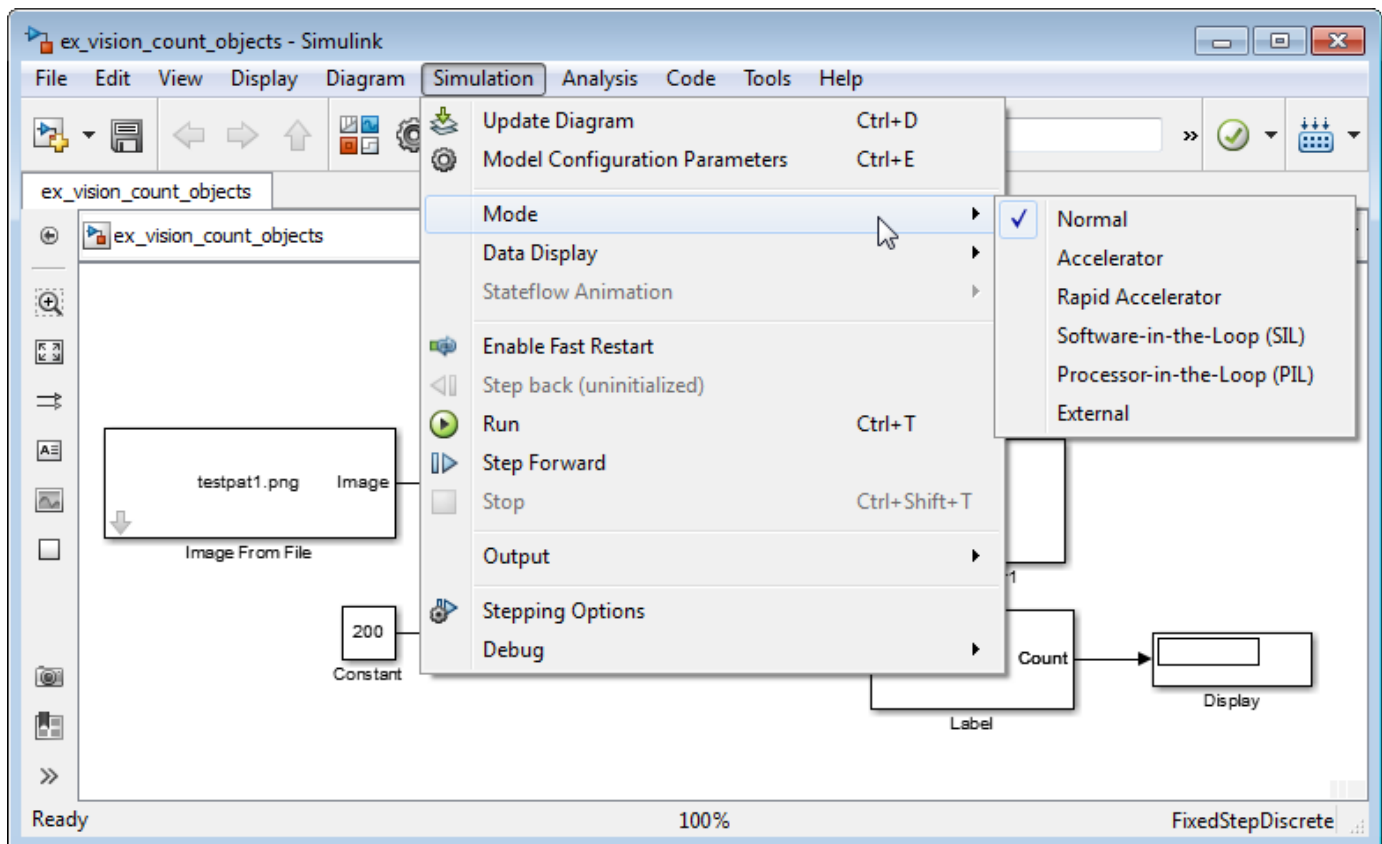 ex_vision_count_objects - Simulink
File Edit View Display Diagram Simulation Analysis Code Tools Help
Update Diagram Ctrl+D
Model Configuration Parameters Ctrl+E
»
ex_vision_count_objects
ex_vision_count_objects
Mode
Data Display
Stateflow Animation
Normal
Accelerator
Rapid Accelerator
Software-in-the-Loop (SIL)
Processor-in-the-Loop (PIL)
External
Enable Fast Restart
Step back (uninitialized)
Run Ctrl+T
Step Forward
Stop Ctrl+Shift+T
Output
Stepping Options
Debug
testpat1.png Image
Image From File
200
Constant
1
Count
Label
Display
Ready 100% FixedStepDiscrete